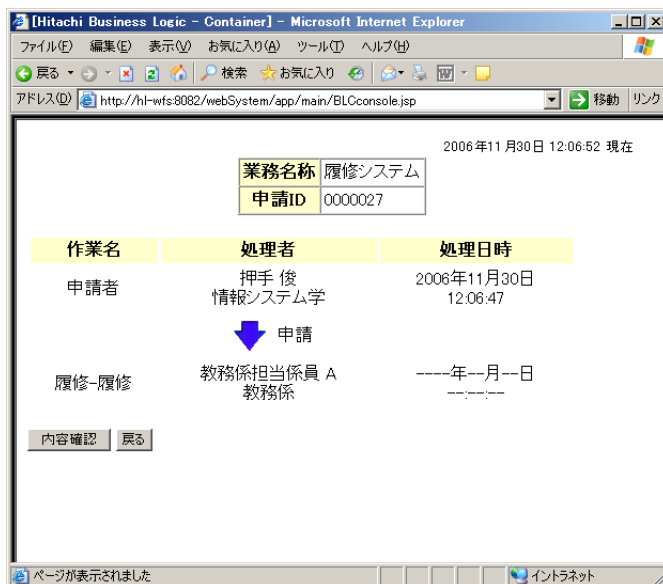 [Hitachi Business Logic - Container] - Microsoft Internet Explorer
ファイル(F) 編集(E) 表示(V) お気に入り(A) ツール(T) ヘルプ(H)
戻る 検索 お気に入り
アドレス(D) http://hl-wfs:8082/webSystem/app/main/BLCconsole.jsp 移動 リンク
2006年11月30日 12:06:52 現在
業務名称 履修システム
申請ID 0000027
作業名 処理者 処理日時
申請者 押手 俊 2006年11月30日
情報システム学 12:06:47
申請
履修-履修 教務係担当係員 A ----年--月--日
教務係 --:--:--
内容確認 戻る
ページが表示されました イントラネット